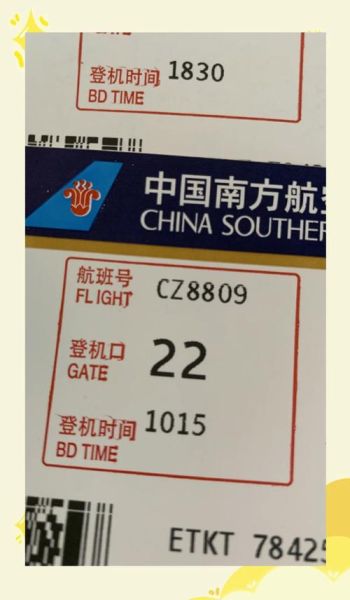 登机时间 1830
BD TIME
中国南方航
CHINA SOUTHER
航班号 CZ8809
FLIGHT
登机口 22
GATE
登机时间 1015
BD TIME
ETKT 78425